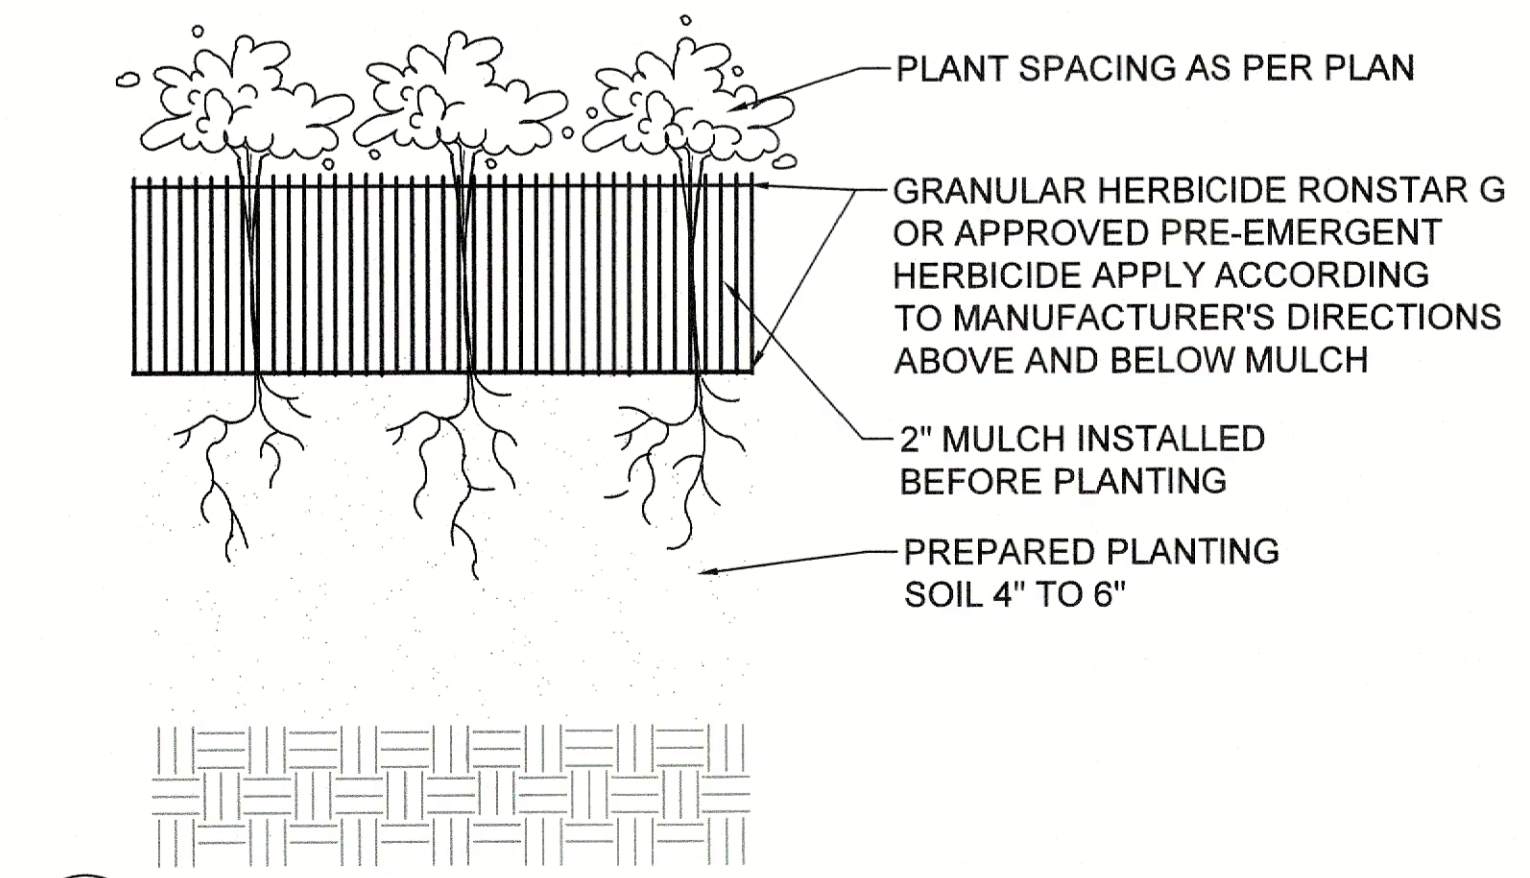 PLANT SPACING AS PER PLAN
GRANULAR HERBICIDE RONSTAR G
OR APPROVED PRE-EMERGENT
HERBICIDE APPLY ACCORDING
TO MANUFACTURER'S DIRECTIONS
ABOVE AND BELOW MULCH
2" MULCH INSTALLED
BEFORE PLANTING
PREPARED PLANTING
SOIL 4" TO 6"